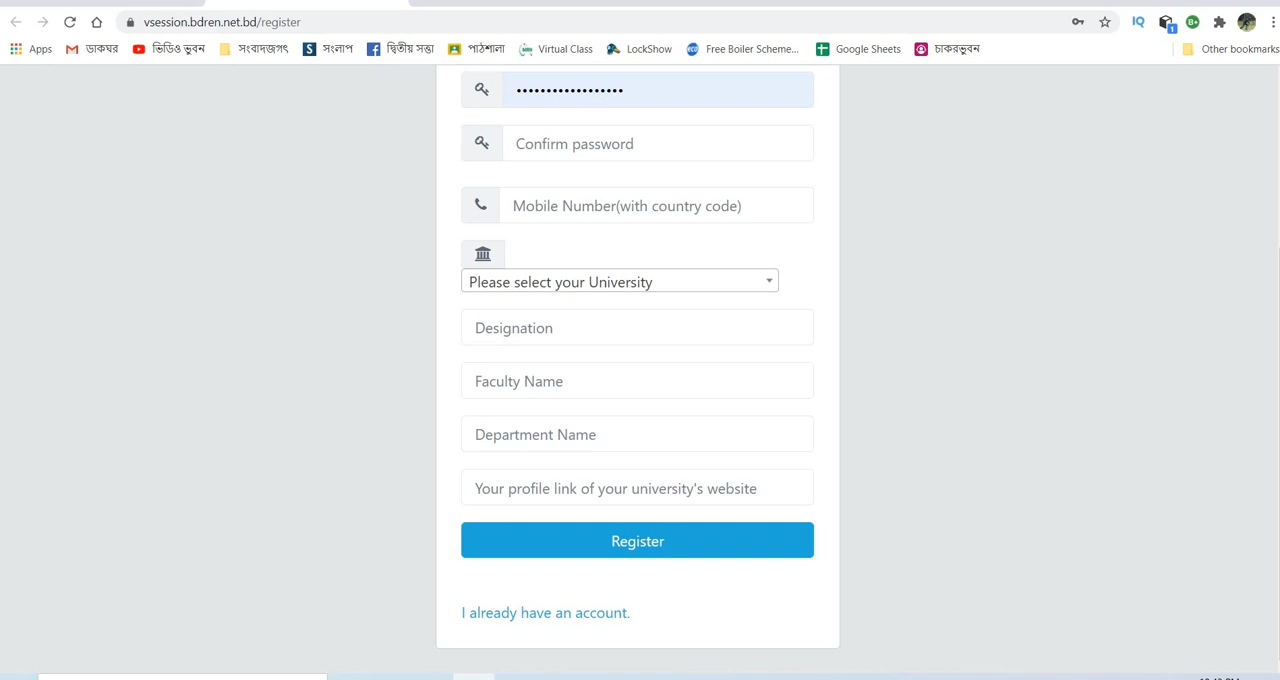 vsession.bdren.net.bd/register
Apps ডাকঘর ভিডিও ভুবন সংবাদজগৎ S সংলাপ দ্বিতীয় সত্তা পাঠশালা Virtual Class LockShow Free Boiler Scheme... Google Sheets চাকরভুবন Other bookmarks
••••••••••••••••••
Confirm password
Mobile Number(with country code)
Please select your University
Designation
Faculty Name
Department Name
Your profile link of your university's website
Register
I already have an account.